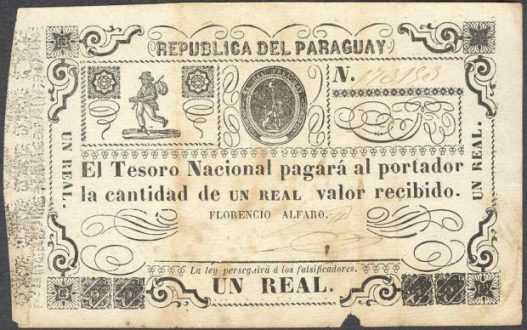 REPUBLICA DEL PARAGUAY
N.
UN REAL.
UN REAL.
El Tesoro Nacional pagará al portador
la cantidad de UN REAL valor recibido.
FLORENCIO ALFARO.
La ley perseguirá á los falsificadores.
UN REAL.